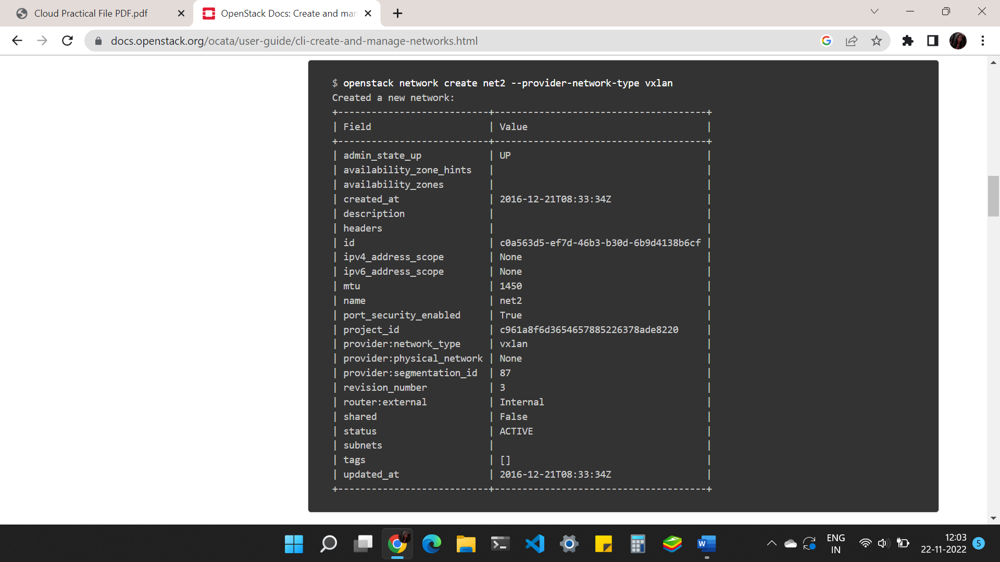 Cloud Practical File PDF.pdf
OpenStack Docs: Create and man
docs.openstack.org/ocata/user-guide/cli-create-and-manage-networks.html
$ openstack network create net2 --provider-network-type vxlan
Created a new network:
+---------------------------+--------------------------------------+
| Field                     | Value                                |
+---------------------------+--------------------------------------+
| admin_state_up            | UP                                   |
| availability_zone_hints   |                                      |
| availability_zones        |                                      |
| created_at                | 2016-12-21T08:33:34Z                 |
| description               |                                      |
| headers                   |                                      |
| id                        | c0a563d5-ef7d-46b3-b30d-6b9d4138b6cf |
| ipv4_address_scope        | None                                 |
| ipv6_address_scope        | None                                 |
| mtu                       | 1450                                 |
| name                      | net2                                 |
| port_security_enabled     | True                                 |
| project_id                | c961a8f6d3654657885226378ade8220     |
| provider:network_type     | vxlan                                |
| provider:physical_network | None                                 |
| provider:segmentation_id  | 87                                   |
| revision_number           | 3                                    |
| router:external           | Internal                             |
| shared                    | False                                |
| status                    | ACTIVE                               |
| subnets                   |                                      |
| tags                      | []                                   |
| updated_at                | 2016-12-21T08:33:34Z                 |
+---------------------------+--------------------------------------+
ENG
IN
12:03
22-11-2022
5